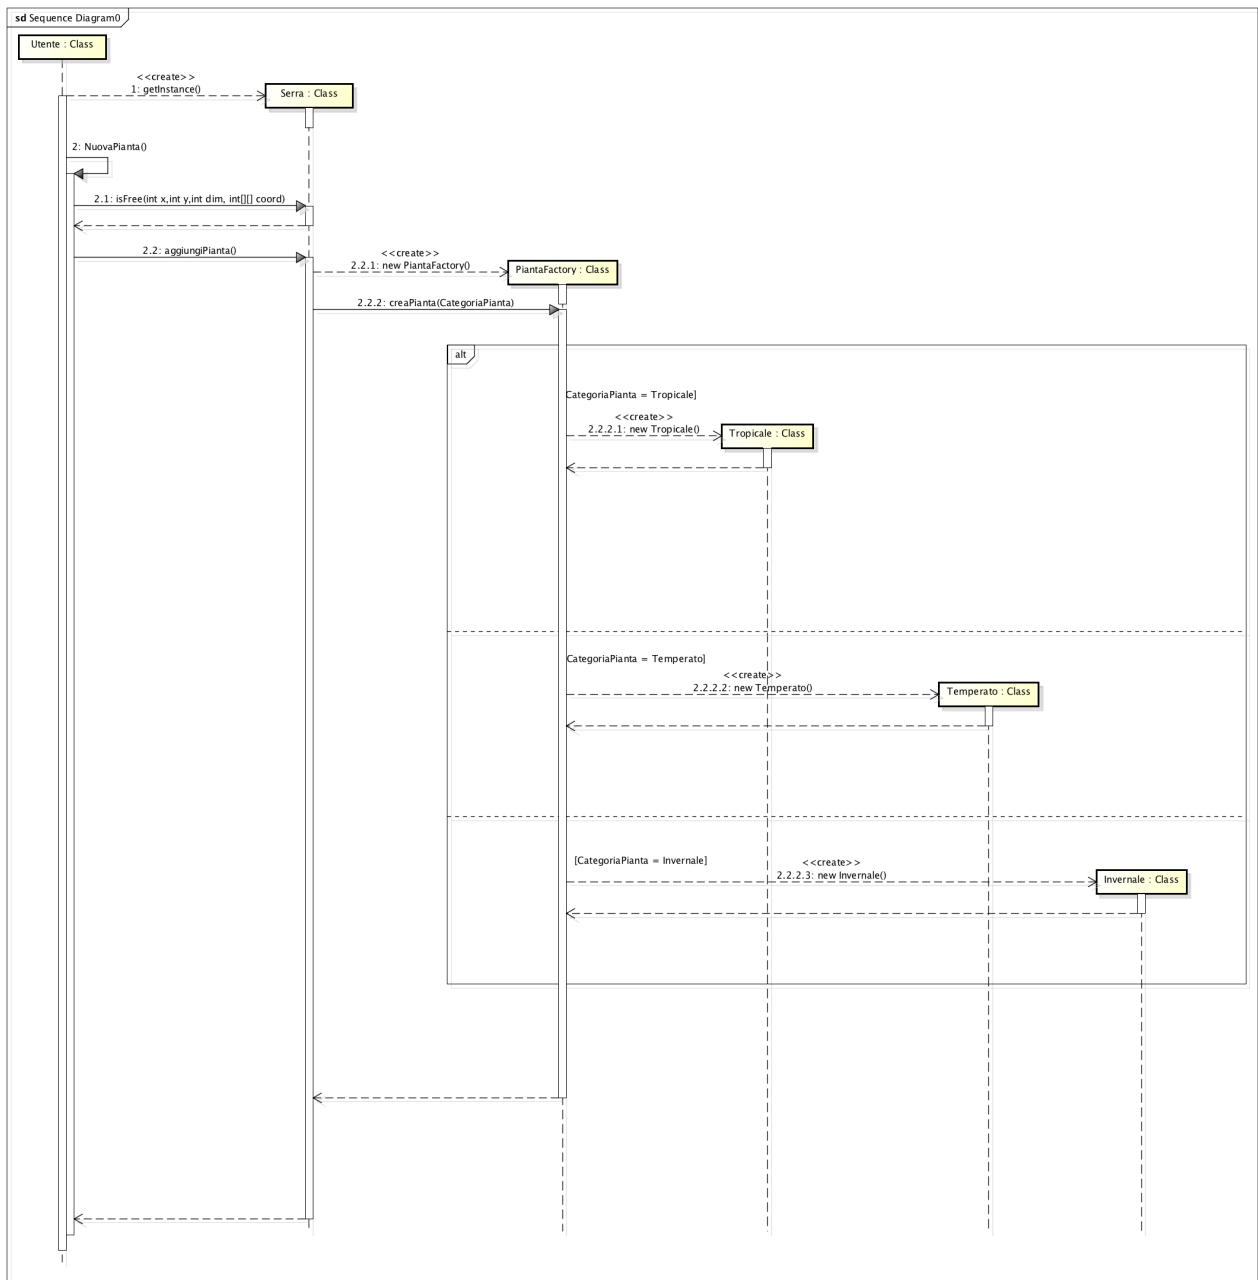 sd Sequence Diagram0
Utente : Class
<<create>>
1: getInstance()
Serra : Class
2: NuovaPianta()
2.1: isFree(int x,int y,int dim, int[][] coord)
2.2: aggiungiPianta()
<<create>>
2.2.1: new PiantaFactory()
PiantaFactory : Class
2.2.2: creaPianta(CategoriaPianta)
alt
CategoriaPianta = Tropicale]
<<create>>
2.2.2.1: new Tropicale()
Tropicale : Class
CategoriaPianta = Temperato]
<<create>>
2.2.2.2: new Temperato()
Temperato : Class
[CategoriaPianta = Invernale]
<<create>>
2.2.2.3: new Invernale()
Invernale : Class